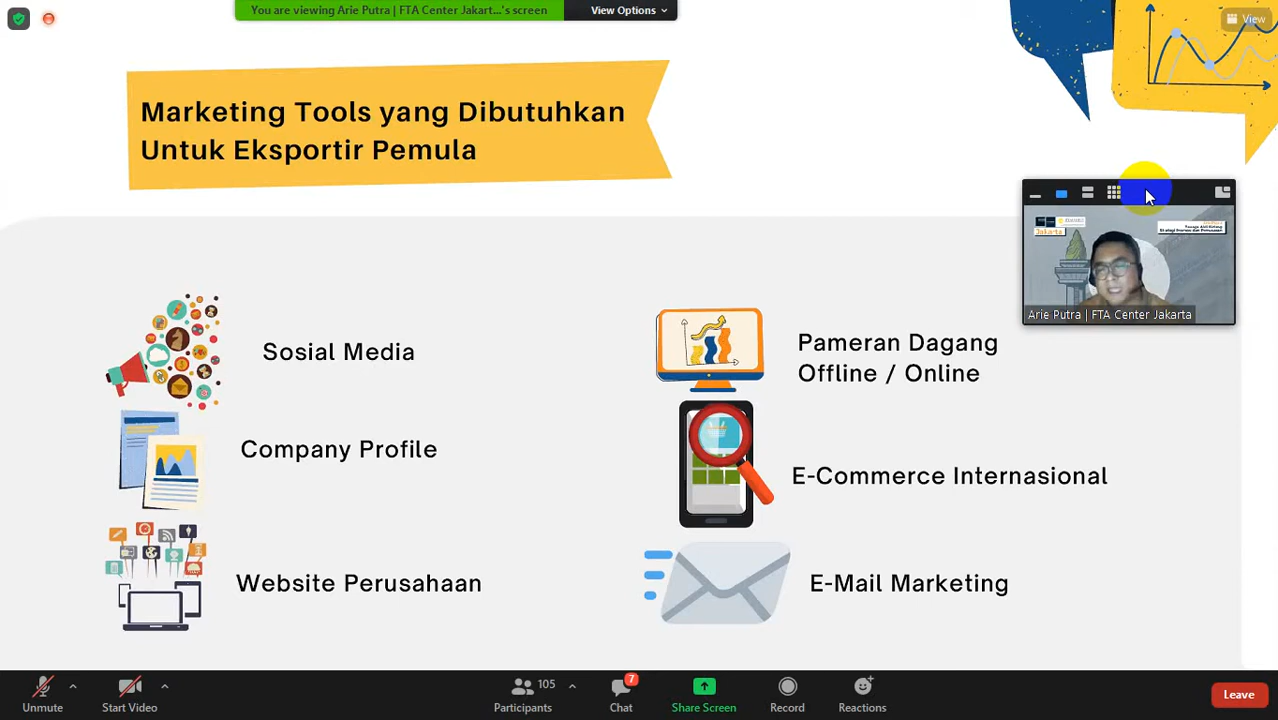 You are viewing Arie Putra | FTA Center Jakart...'s screen
View Options
View
Marketing Tools yang Dibutuhkan
Untuk Eksportir Pemula
Jakarta
Arie Putra | FTA Center Jakarta
Sosial Media
Company Profile
Website Perusahaan
Pameran Dagang
Offline / Online
E-Commerce Internasional
E-Mail Marketing
Unmute
Start Video
105
Participants
7
Chat
Share Screen
Record
Reactions
Leave